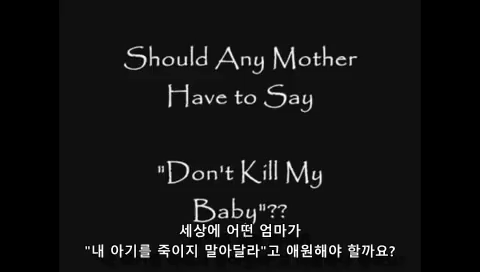 Should Any Mother
Have to Say
"Don't Kill My
Baby"??
세상에 어떤 엄마가
"내 아기를 죽이지 말아달라"고 애원해야 할까요?